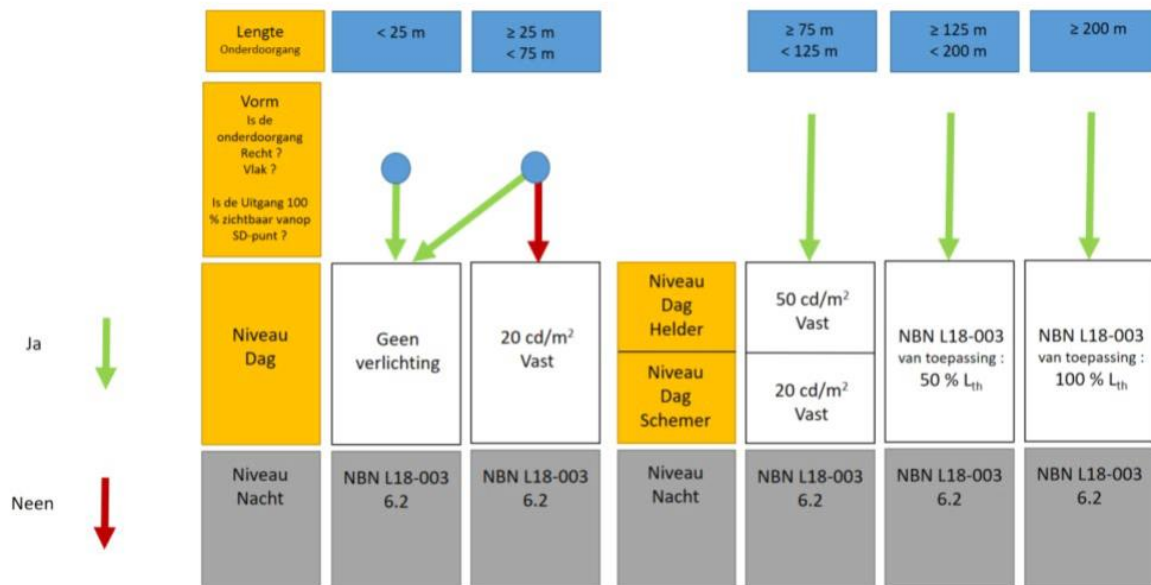 Lengte
Onderdoorgang
< 25 m
≥ 25 m
< 75 m
≥ 75 m
< 125 m
≥ 125 m
< 200 m
≥ 200 m
Vorm
Is de
onderdoorgang
Recht ?
Vlak ?
Is de Uitgang 100
% zichtbaar vanop
SD-punt ?
Ja
Niveau
Dag
Geen
verlichting
20 cd/m²
Vast
Niveau
Dag
Helder
Niveau
Dag
Schemer
50 cd/m²
Vast
20 cd/m²
Vast
NBN L18-003
van toepassing :
50 % Lth
NBN L18-003
van toepassing :
100 % Lth
Neen
Niveau
Nacht
NBN L18-003
6.2
NBN L18-003
6.2
Niveau
Nacht
NBN L18-003
6.2
NBN L18-003
6.2
NBN L18-003
6.2